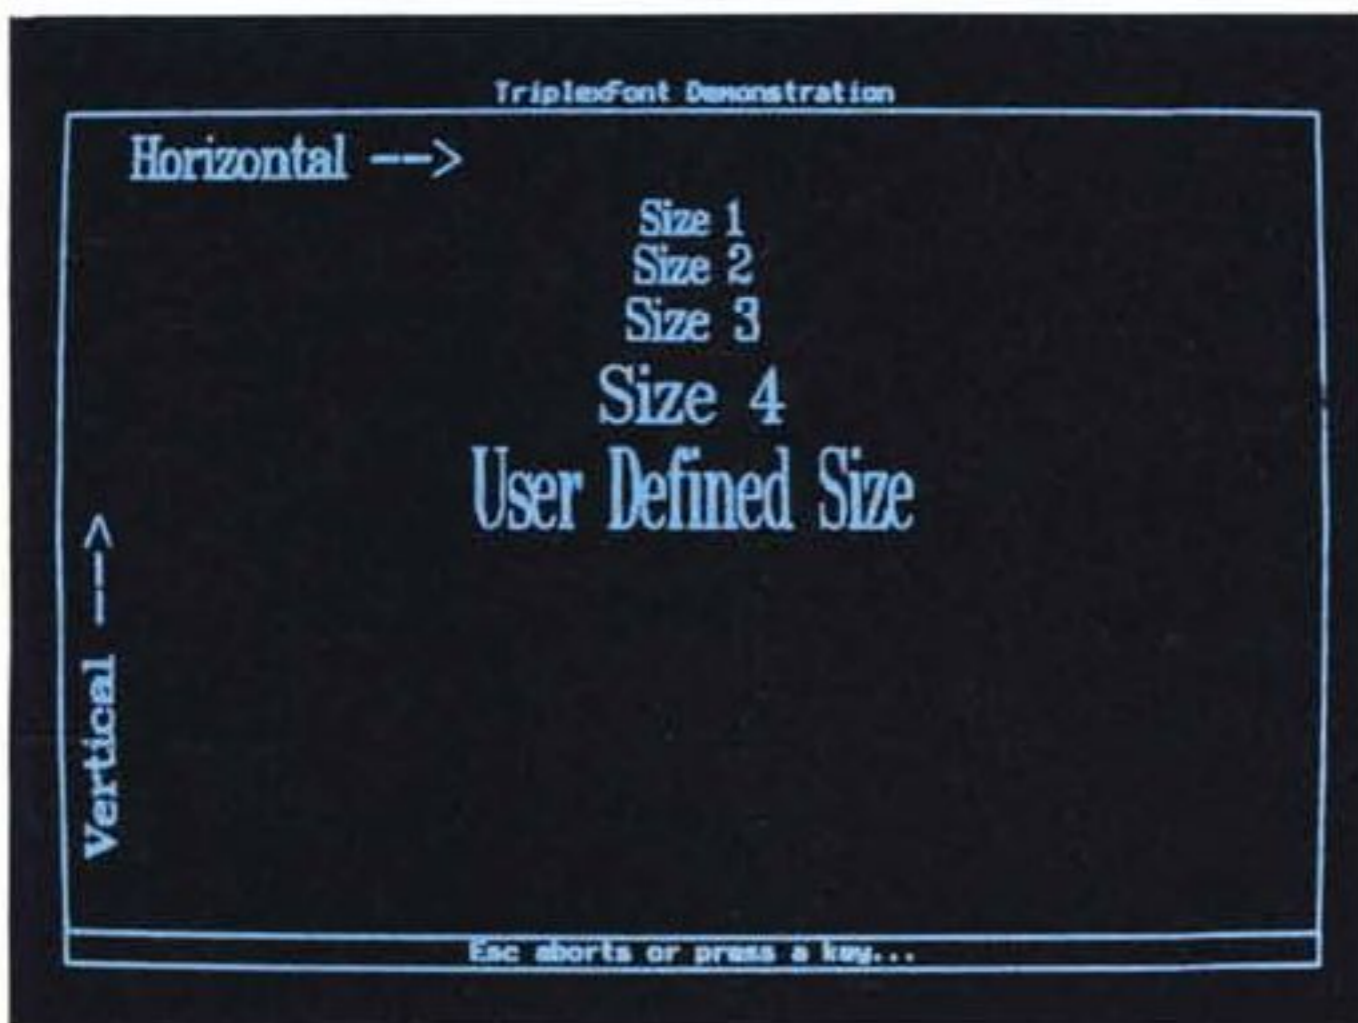 TriplexFont Demonstration
Horizontal -->
Size 1
Size 2
Size 3
Size 4
User Defined Size
Vertical -->
Esc aborts or press a key...